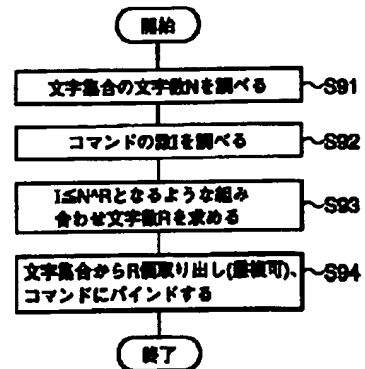 開始
文字集合の文字数Nを調べる
S91
コマンドの数Iを調べる
S92
I≦N^Rとなるような組み
合わせ文字数Rを求める
S93
文字集合からR個取り出し(重複可)、
コマンドにバインドする
S94
終了